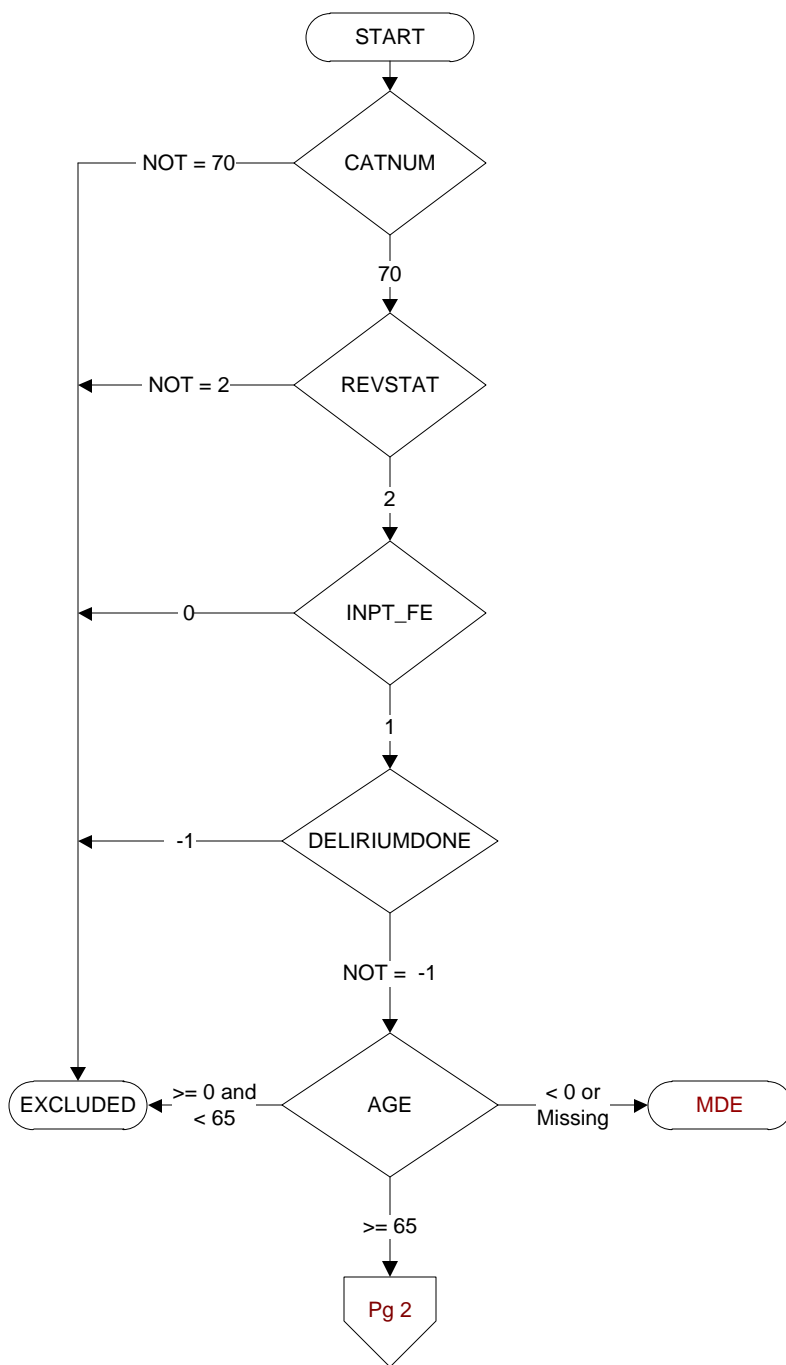 START
CATNUM
NOT = 70
70
REVSTAT
NOT = 2
2
INPT_FE
0
1
DELIRIUMDONE
-1
NOT = -1
EXCLUDED
>= 0 and
< 65
AGE
< 0 or
Missing
MDE
>= 65
Pg 2